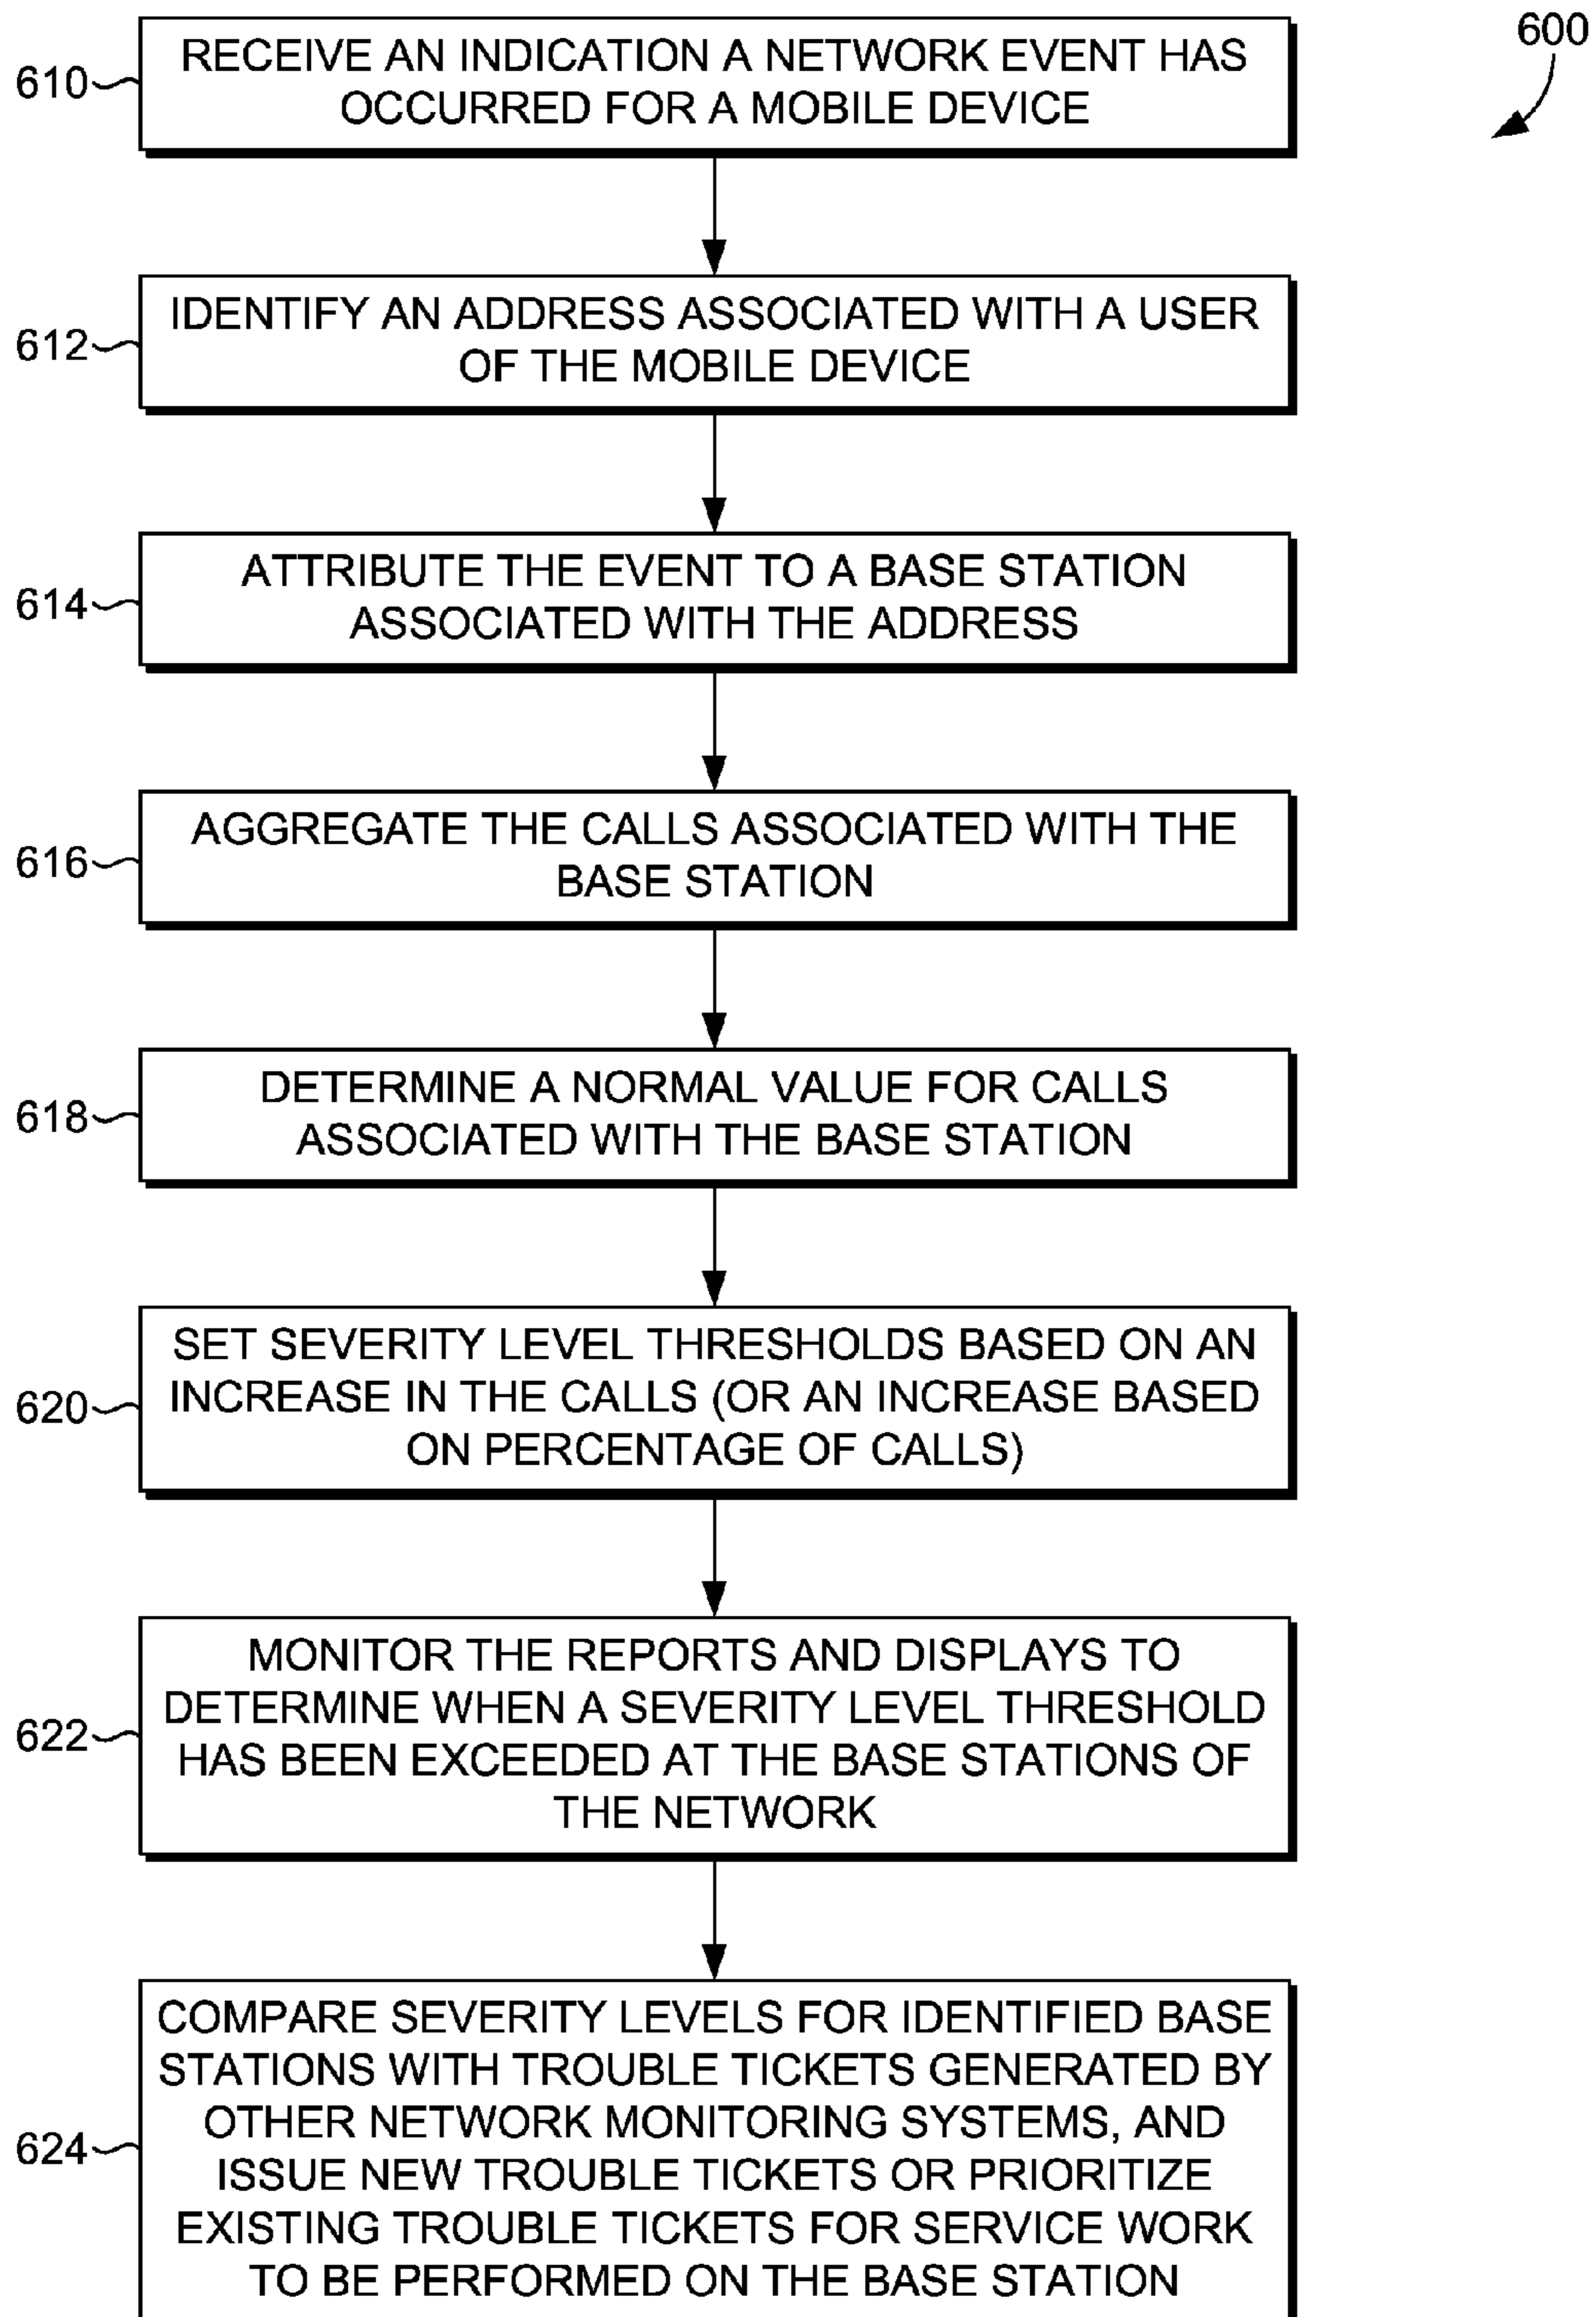 600
610
RECEIVE AN INDICATION A NETWORK EVENT HAS
OCCURRED FOR A MOBILE DEVICE
612
IDENTIFY AN ADDRESS ASSOCIATED WITH A USER
OF THE MOBILE DEVICE
614
ATTRIBUTE THE EVENT TO A BASE STATION
ASSOCIATED WITH THE ADDRESS
616
AGGREGATE THE CALLS ASSOCIATED WITH THE
BASE STATION
618
DETERMINE A NORMAL VALUE FOR CALLS
ASSOCIATED WITH THE BASE STATION
620
SET SEVERITY LEVEL THRESHOLDS BASED ON AN
INCREASE IN THE CALLS (OR AN INCREASE BASED
ON PERCENTAGE OF CALLS)
622
MONITOR THE REPORTS AND DISPLAYS TO
DETERMINE WHEN A SEVERITY LEVEL THRESHOLD
HAS BEEN EXCEEDED AT THE BASE STATIONS OF
THE NETWORK
624
COMPARE SEVERITY LEVELS FOR IDENTIFIED BASE
STATIONS WITH TROUBLE TICKETS GENERATED BY
OTHER NETWORK MONITORING SYSTEMS, AND
ISSUE NEW TROUBLE TICKETS OR PRIORITIZE
EXISTING TROUBLE TICKETS FOR SERVICE WORK
TO BE PERFORMED ON THE BASE STATION